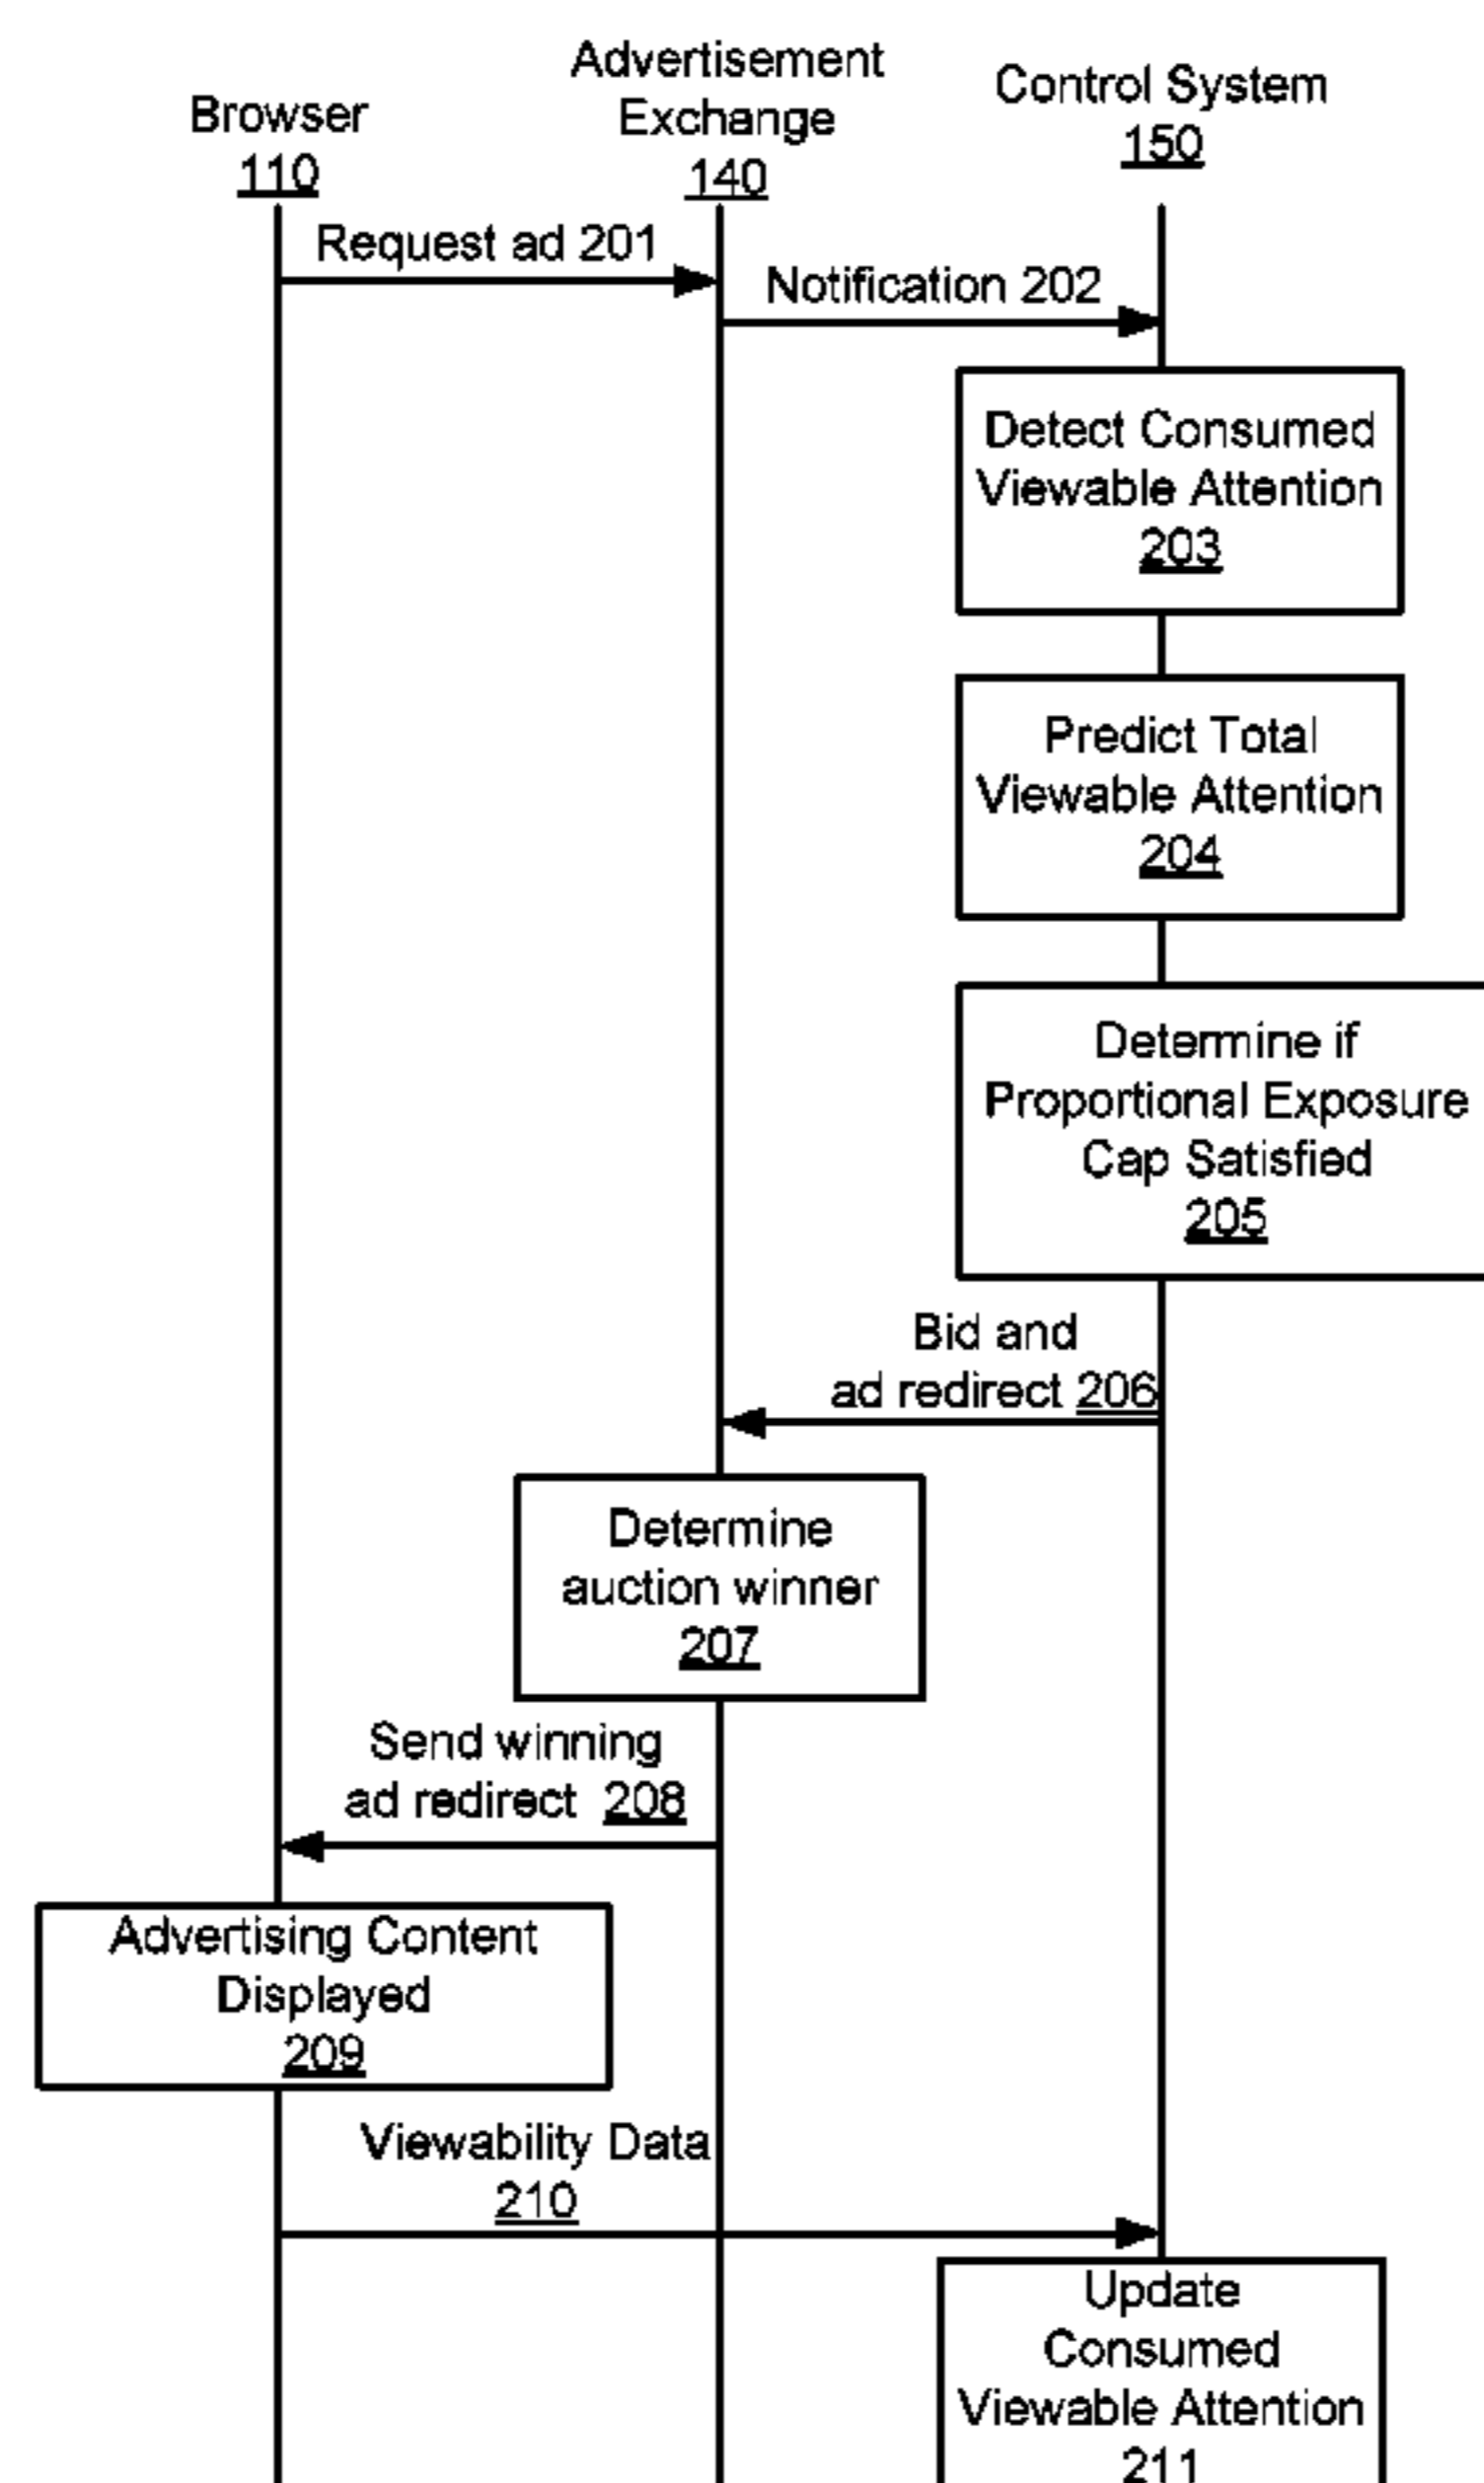 Browser
110
Advertisement
Exchange
140
Control System
150
Request ad 201
Notification 202
Detect Consumed
Viewable Attention
203
Predict Total
Viewable Attention
204
Determine if
Proportional Exposure
Cap Satisfied
205
Bid and
ad redirect 206
Determine
auction winner
207
Send winning
ad redirect 208
Advertising Content
Displayed
209
Viewability Data
210
Update
Consumed
Viewable Attention
211